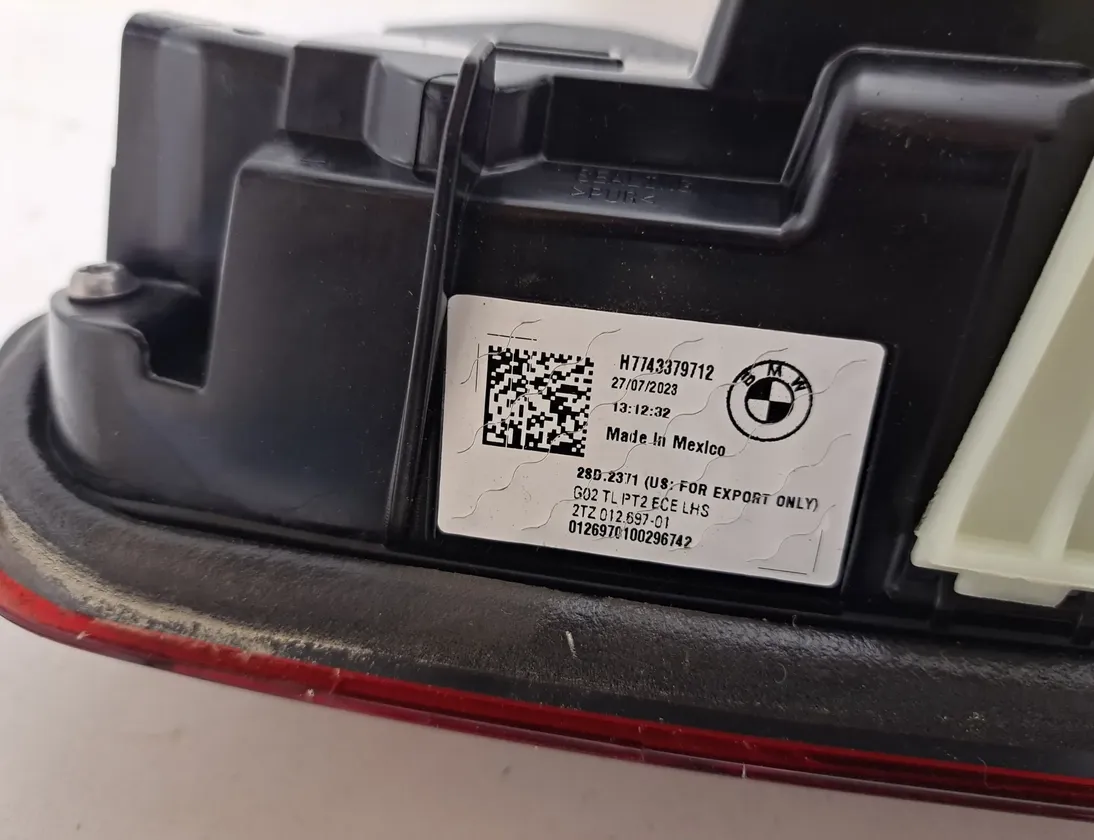 >PUR<
H7743379712
27/07/2023
13:12:32
Made in Mexico
BMW
28D.2371 (US: FOR EXPORT ONLY)
G02 TL PT2 ECE LHS
2TZ 012.697-01
0126970100296742